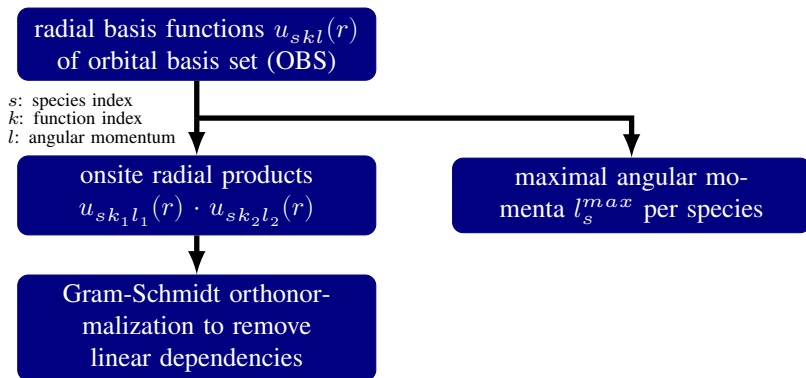 radial basis functions $u_{skl}(r)$
of orbital basis set (OBS)
$s$: species index
$k$: function index
$l$: angular momentum
onsite radial products
$u_{sk_1l_1}(r) \cdot u_{sk_2l_2}(r)$
maximal angular mo-
menta $l_s^{max}$ per species
Gram-Schmidt orthonor-
malization to remove
linear dependencies